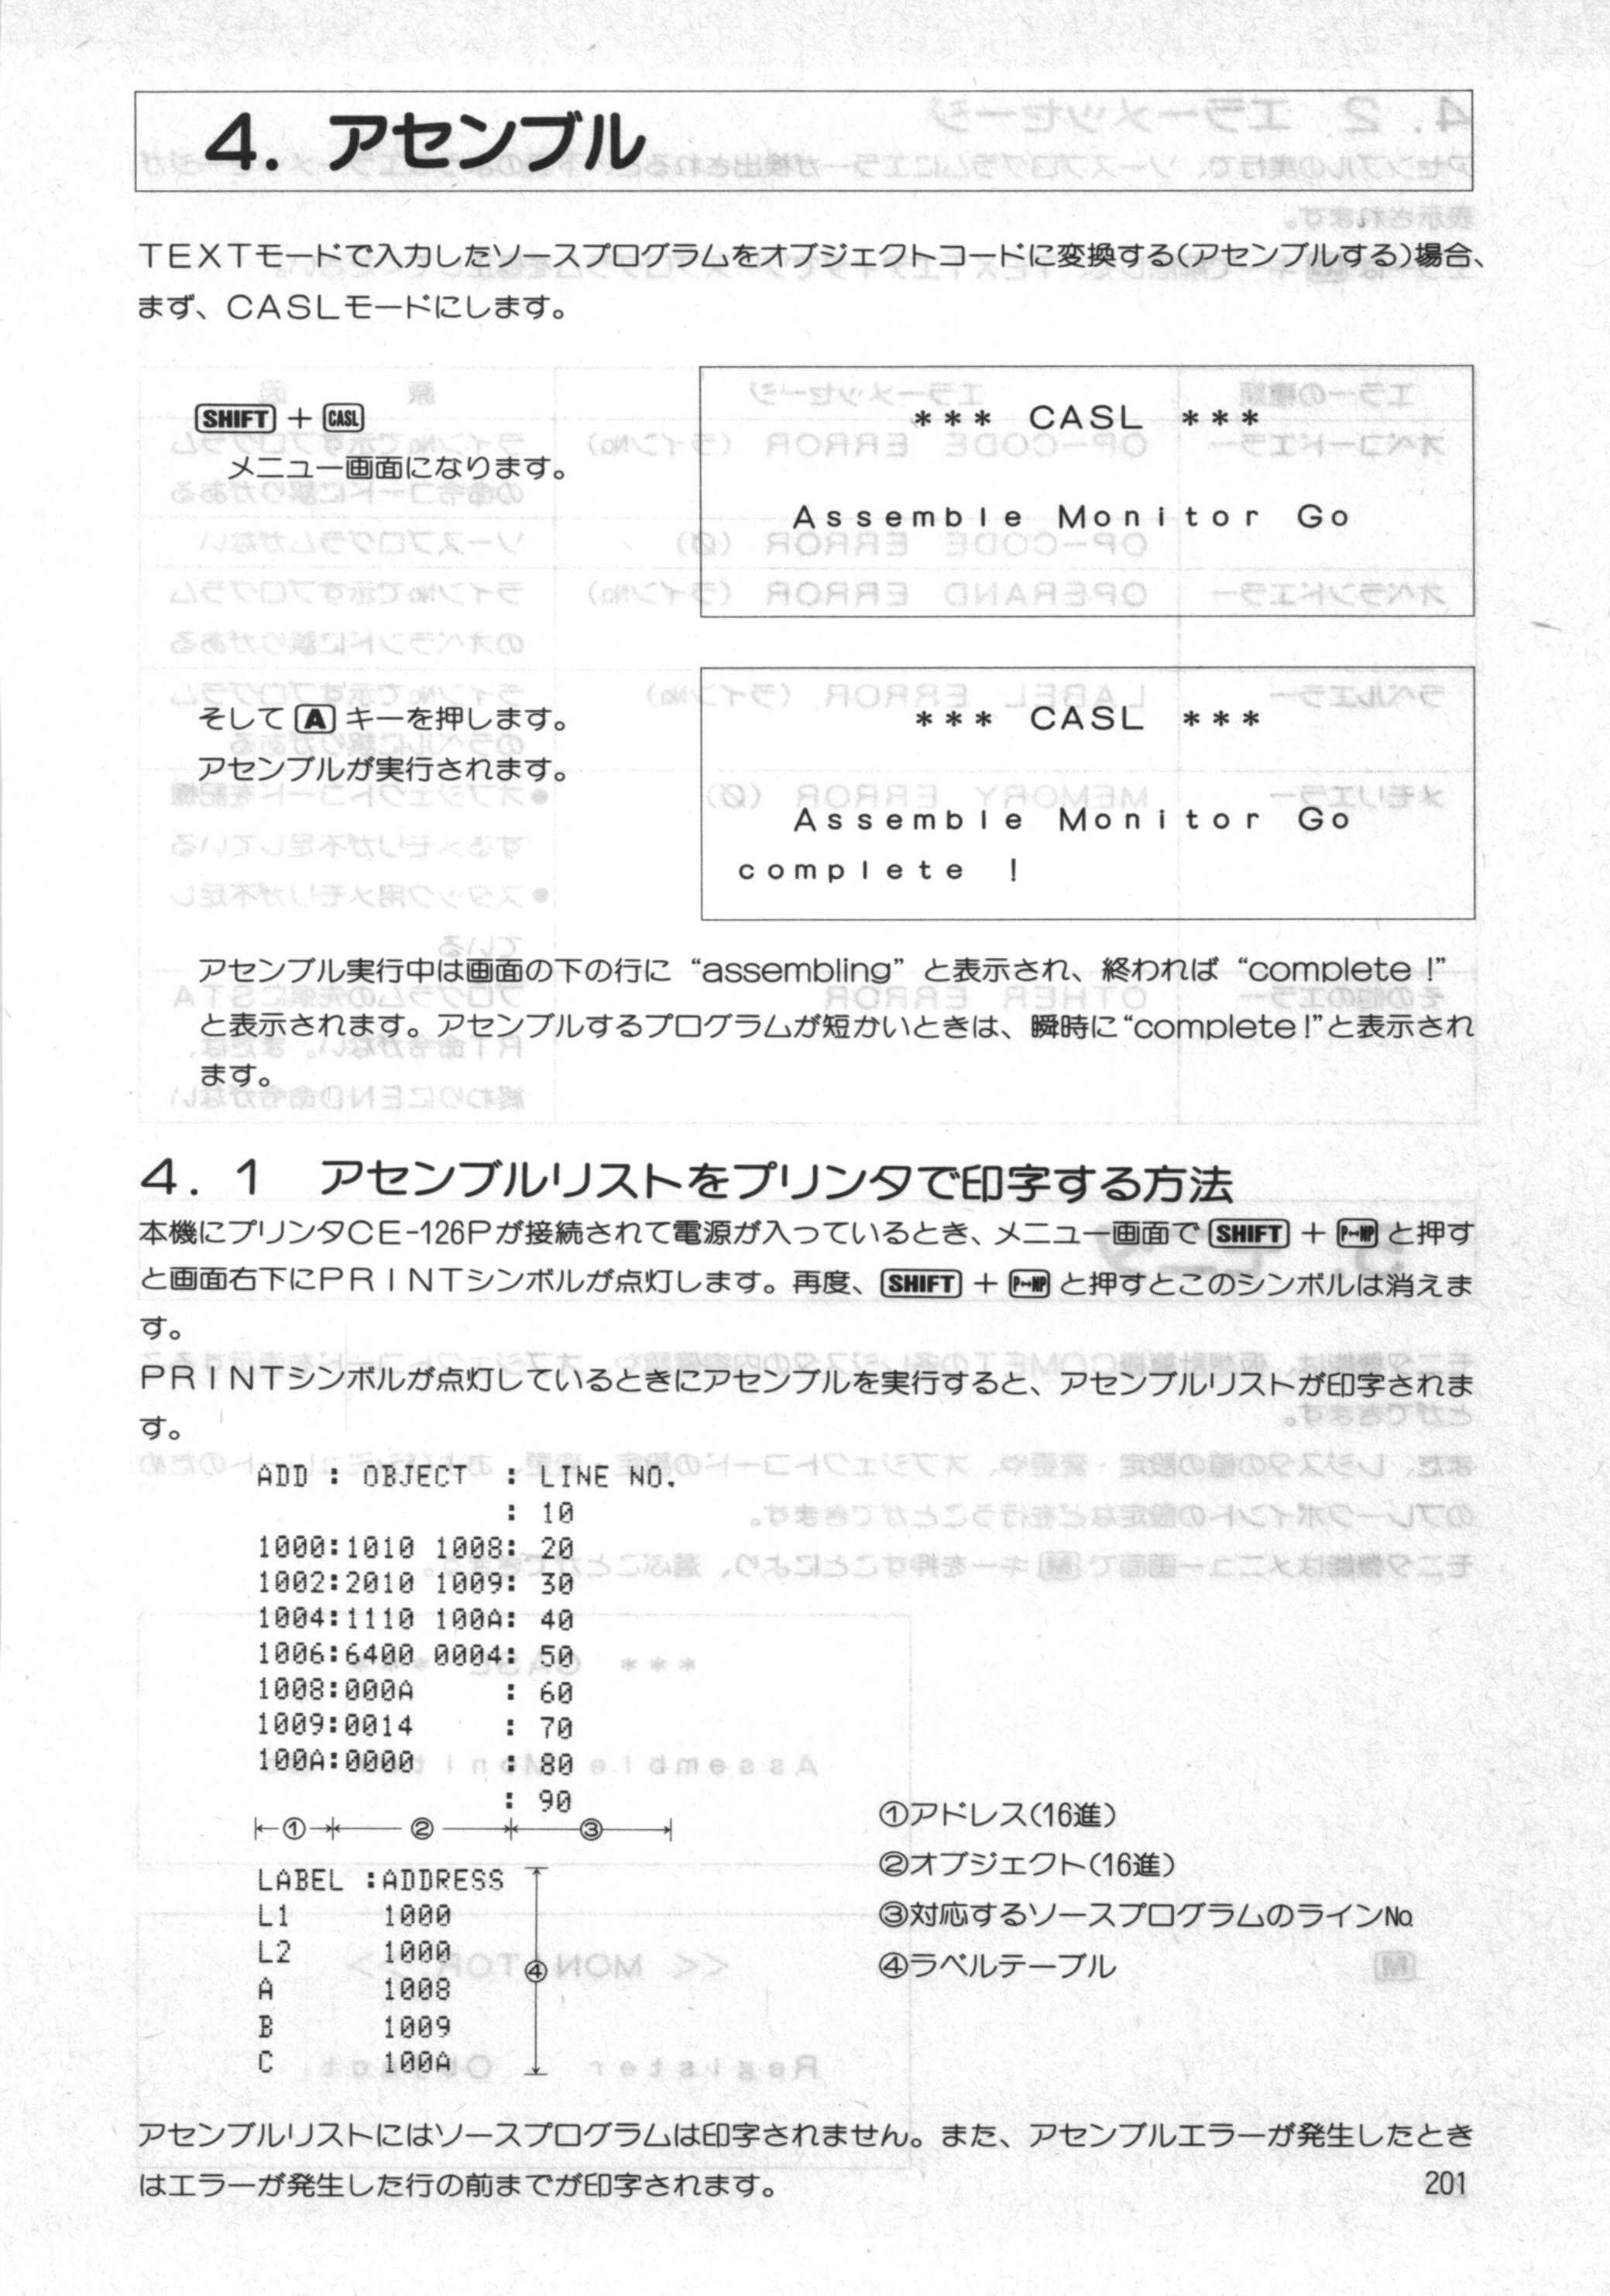 4. アセンブル
TEXTモードで入力したソースプログラムをオブジェクトコードに変換する(アセンブルする)場合、
まず、CASLモードにします。
SHIFT + CASL
メニュー画面になります。
*** CASL ***
Assemble Monitor Go
そして A キーを押します。
アセンブルが実行されます。
*** CASL ***
Assemble Monitor Go
complete !
アセンブル実行中は画面の下の行に “assembling” と表示され、終われば “complete !”
と表示されます。アセンブルするプログラムが短かいときは、瞬時に“complete!”と表示され
ます。
4. 1 アセンブルリストをプリンタで印字する方法
本機にプリンタCE-126Pが接続されて電源が入っているとき、メニュー画面で SHIFT + P↔NP と押す
と画面右下にPRINTシンボルが点灯します。再度、 SHIFT + P↔NP と押すとこのシンボルは消えま
す。
PRINTシンボルが点灯しているときにアセンブルを実行すると、アセンブルリストが印字されま
す。
ADD : OBJECT : LINE NO.
: 10
1000:1010 1008: 20
1002:2010 1009: 30
1004:1110 100A: 40
1006:6400 0004: 50
1008:000A : 60
1009:0014 : 70
100A:0000 : 80
: 90
① ② ③
LABEL :ADDRESS
L1 1000
L2 1000
A 1008
B 1009
C 100A
④
①アドレス(16進)
②オブジェクト(16進)
③対応するソースプログラムのラインNo.
④ラベルテーブル
アセンブルリストにはソースプログラムは印字されません。また、アセンブルエラーが発生したとき
はエラーが発生した行の前までが印字されます。
201